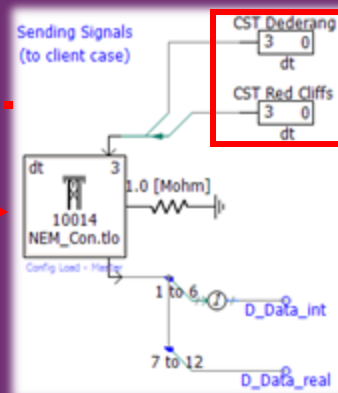 Sending Signals
(to client case)
CST Dederang
3 0
dt
CST Red Cliffs
3 0
dt
dt 3
10014
NEM_Con.tlo
1.0 [Mohm]
Config Load - Master
1 to 6
D_Data_int
7 to 12
D_Data_real